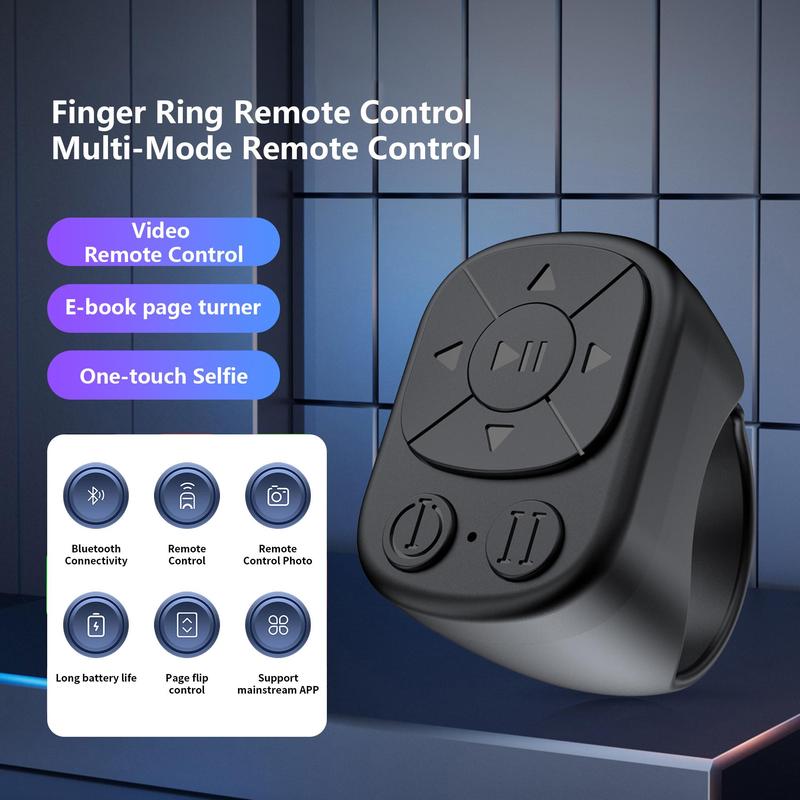 Finger Ring Remote Control
Multi-Mode Remote Control
Video
Remote Control
E-book page turner
One-touch Selfie
Bluetooth
Connectivity
Remote
Control
Remote
Control Photo
Long battery life
Page flip
control
Support
mainstream APP
I
II